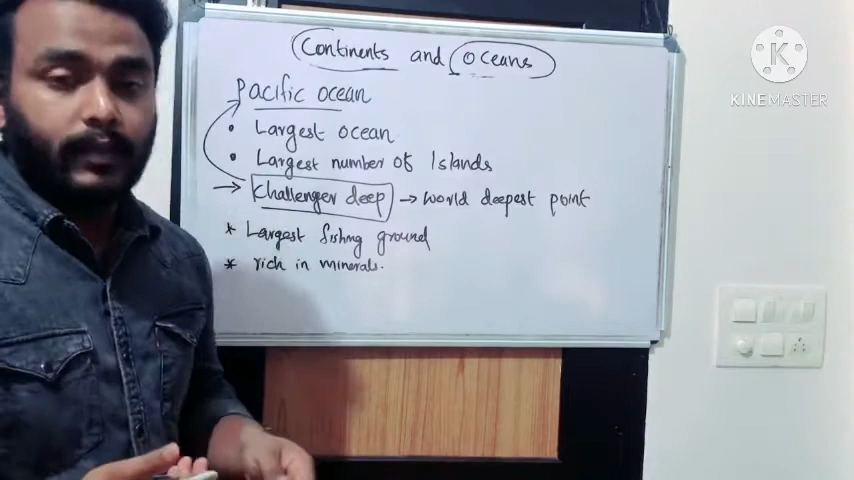 Continents and Oceans
Pacific ocean
• Largest ocean
• Largest number of Islands
→ Challenger deep → world deepest point
* Largest fishing ground
* rich in minerals.
K
KINEMASTER